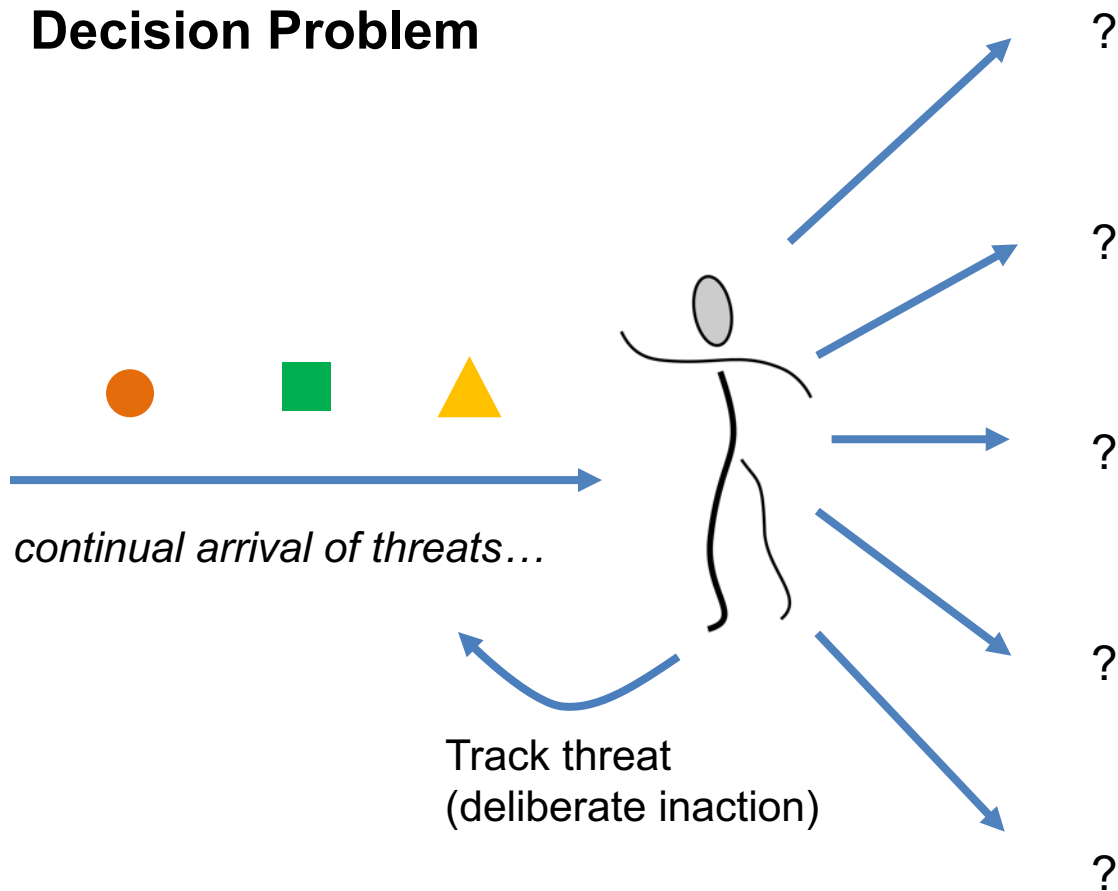 Decision Problem
?
?
?
continual arrival of threats…
?
Track threat
(deliberate inaction)
?